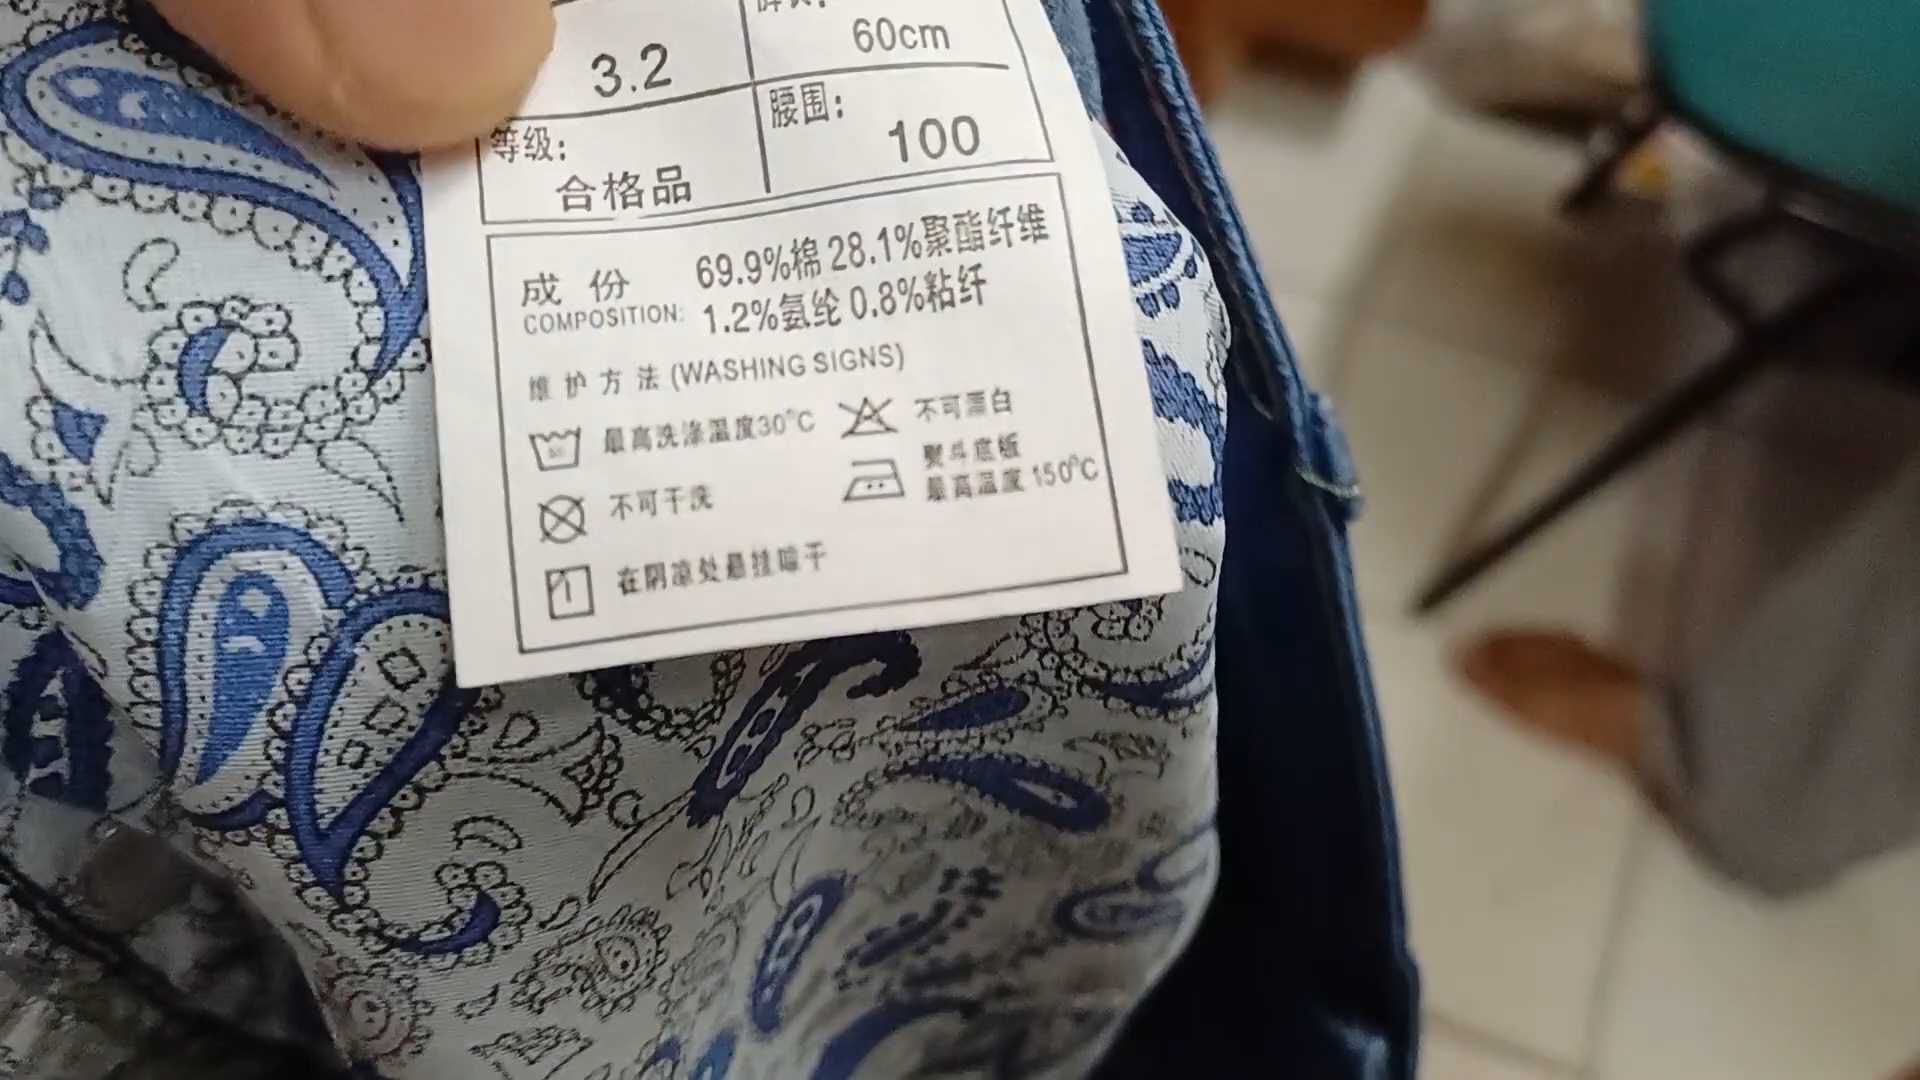 3.2
60cm
等级:
合格品
腰围:
100
成 份
COMPOSITION:
69.9%棉 28.1%聚酯纤维
1.2%氨纶 0.8%粘纤
维 护 方 法 (WASHING SIGNS)
最高洗涤温度30°C
不可漂白
不可干洗
熨斗底板
最高温度 150°C
在阴凉处悬挂晾干